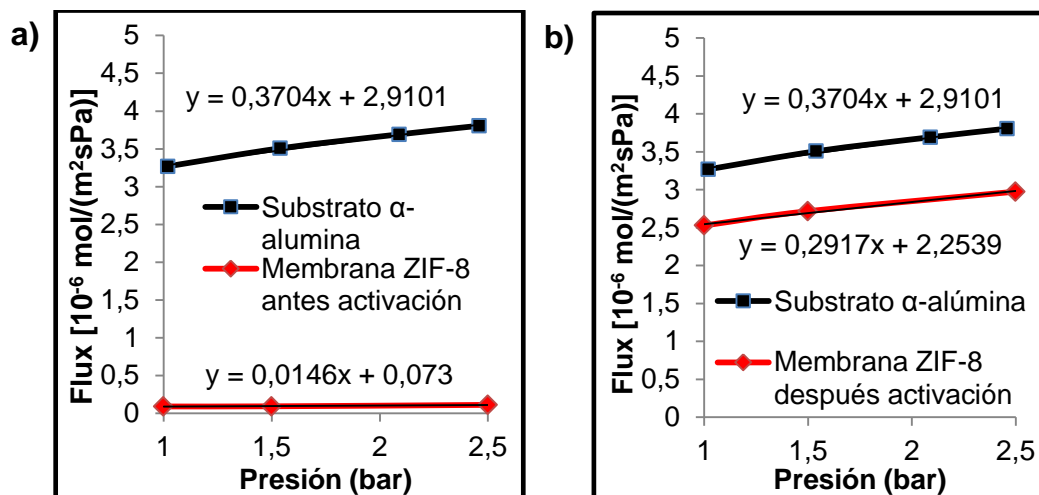 a)
Flux [10⁻⁶ mol/(m²sPa)]
5
4,5
4
3,5
3
2,5
2
1,5
1
0,5
0
y = 0,3704x + 2,9101
Substrato α-
alumina
Membrana ZIF-8
antes activación
y = 0,0146x + 0,073
1
1,5
2
2,5
Presión (bar)
b)
Flux [10⁻⁶ mol/(m²sPa)]
5
4,5
4
3,5
3
2,5
2
1,5
1
0,5
0
y = 0,3704x + 2,9101
y = 0,2917x + 2,2539
Substrato α-alúmina
Membrana ZIF-8
después activación
1
1,5
2
2,5
Presión (bar)